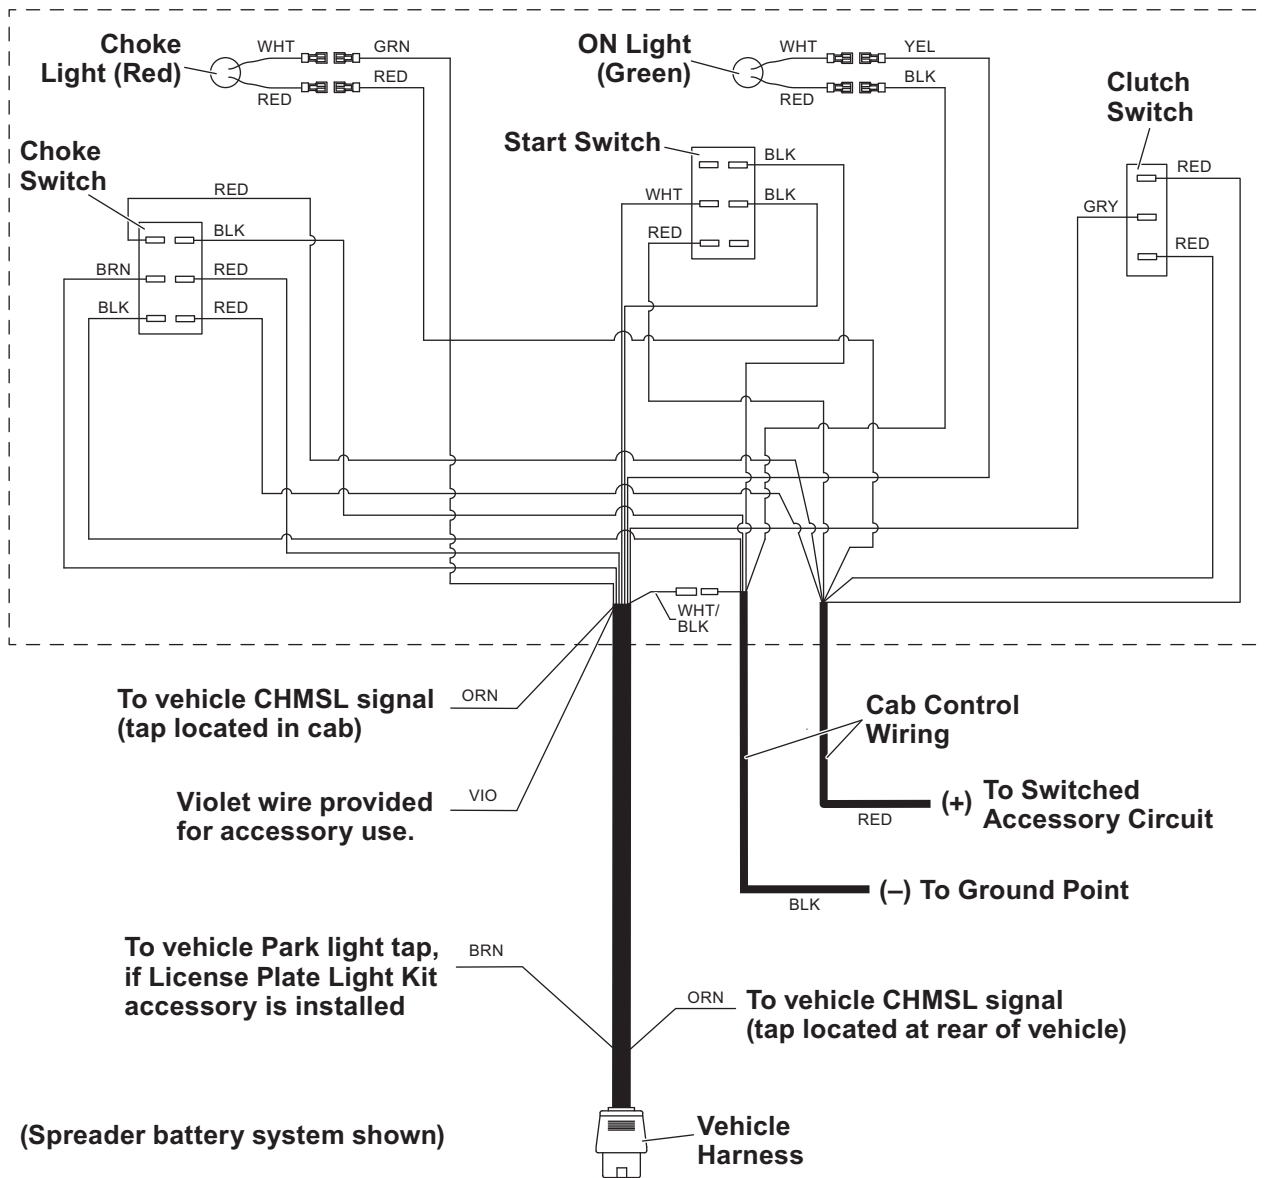 Choke
Light (Red)
WHT
GRN
RED
RED
ON Light
(Green)
WHT
YEL
BLK
RED
Clutch
Switch
RED
GRY
RED
Start Switch
BLK
WHT
BLK
RED
Choke
Switch
RED
BLK
BRN
RED
BLK
RED
WHT/
BLK
To vehicle CHMSL signal
(tap located in cab)
ORN
Cab Control
Wiring
Violet wire provided
for accessory use.
VIO
(+)
To Switched
Accessory Circuit
RED
(–) To Ground Point
BLK
To vehicle Park light tap,
if License Plate Light Kit
accessory is installed
BRN
ORN
To vehicle CHMSL signal
(tap located at rear of vehicle)
(Spreader battery system shown)
Vehicle
Harness